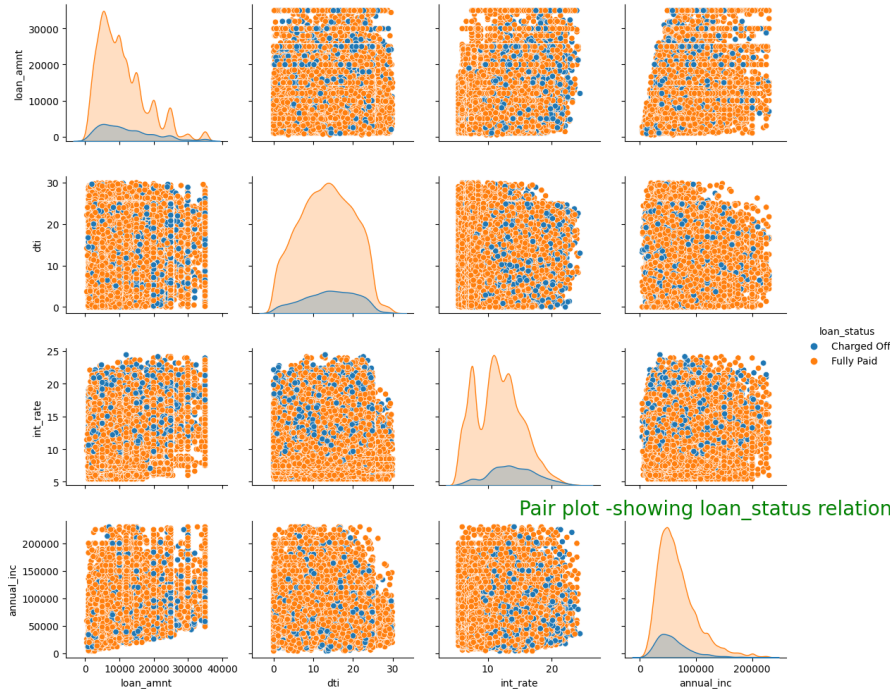 loan_amnt
30000
20000
10000
0
dti
30
20
10
0
loan_status
Charged Off
Fully Paid
int_rate
25
20
15
10
5
Pair plot -showing loan_status relation
annual_inc
200000
150000
100000
50000
0
0 10000 20000 30000 40000
loan_amnt
0 10 20 30
dti
10 20
int_rate
0 100000 200000
annual_inc